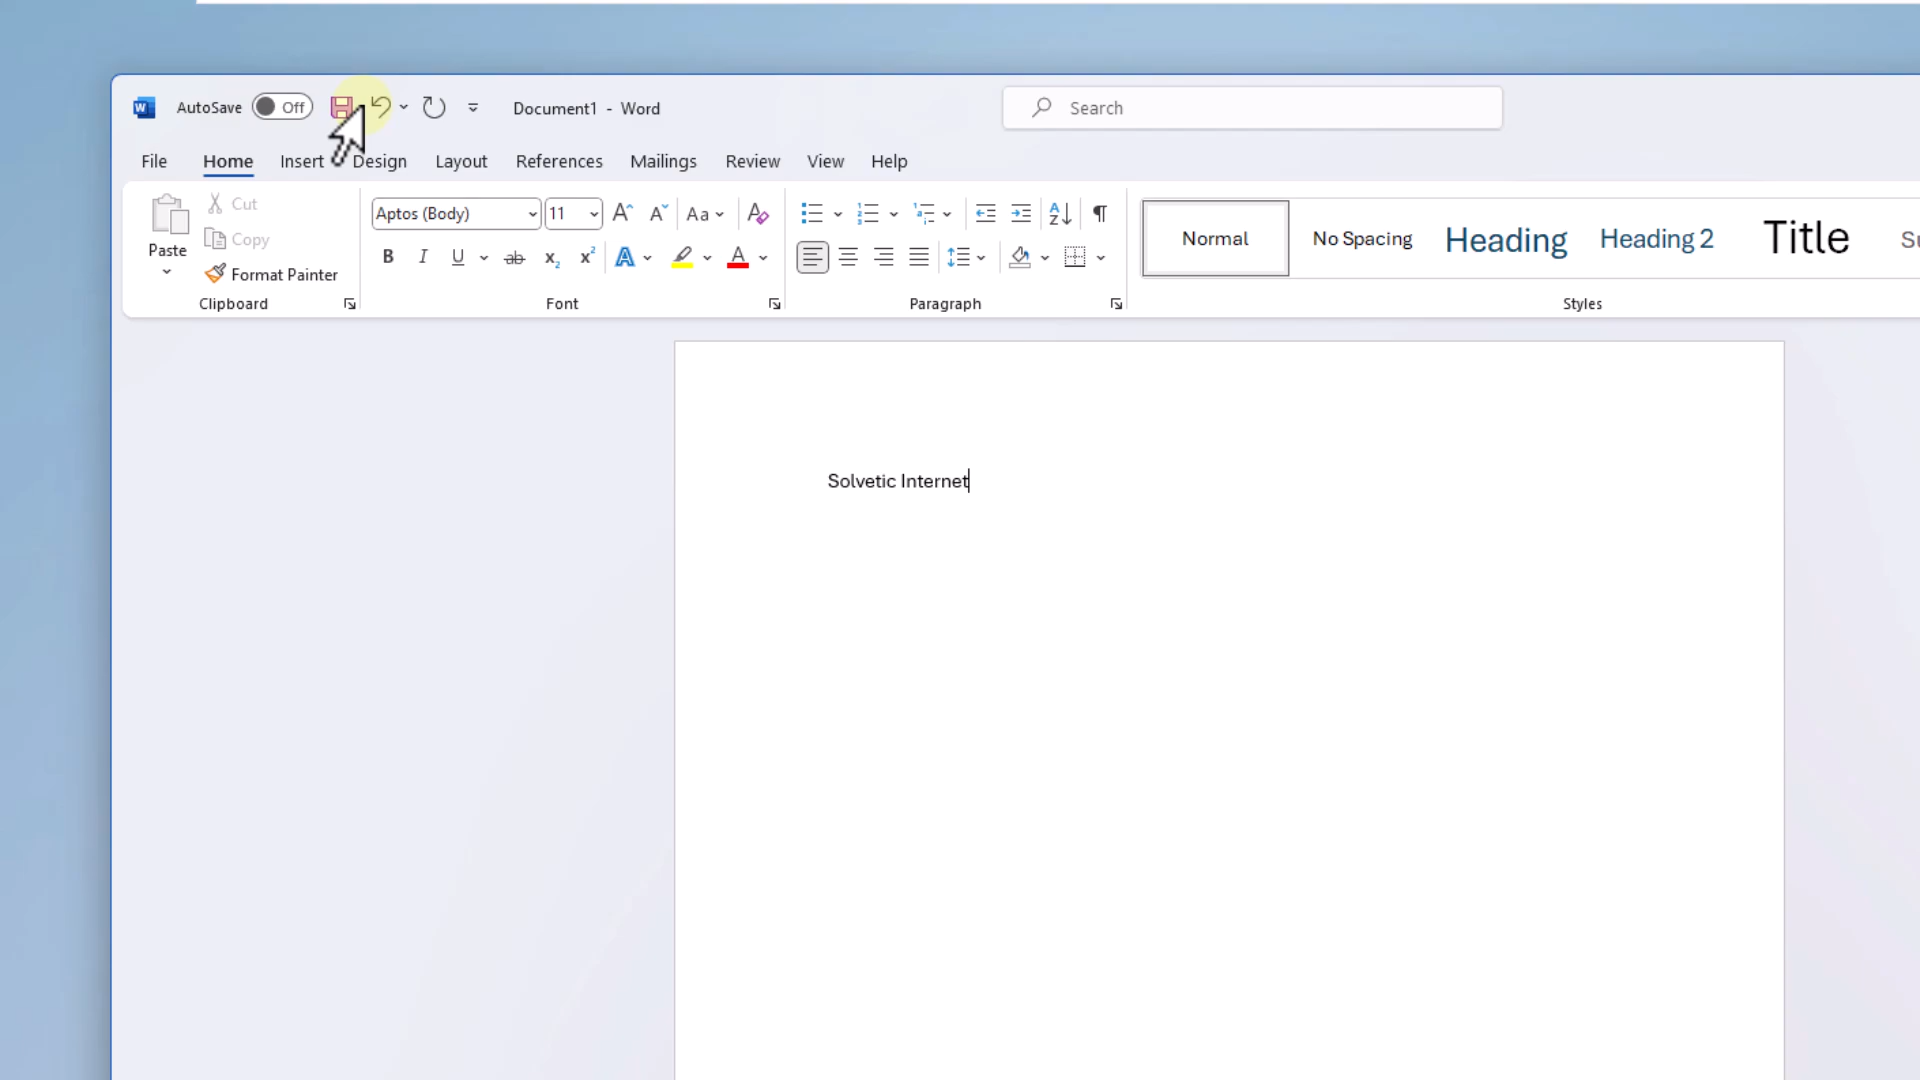 AutoSave Off Document1 - Word Search
File Home Insert Design Layout References Mailings Review View Help
Paste
Cut
Copy
Format Painter
Clipboard
Aptos (Body) 11 Aa
Font
Paragraph
Normal No Spacing Heading Heading 2 Title
Styles
Solvetic Internet